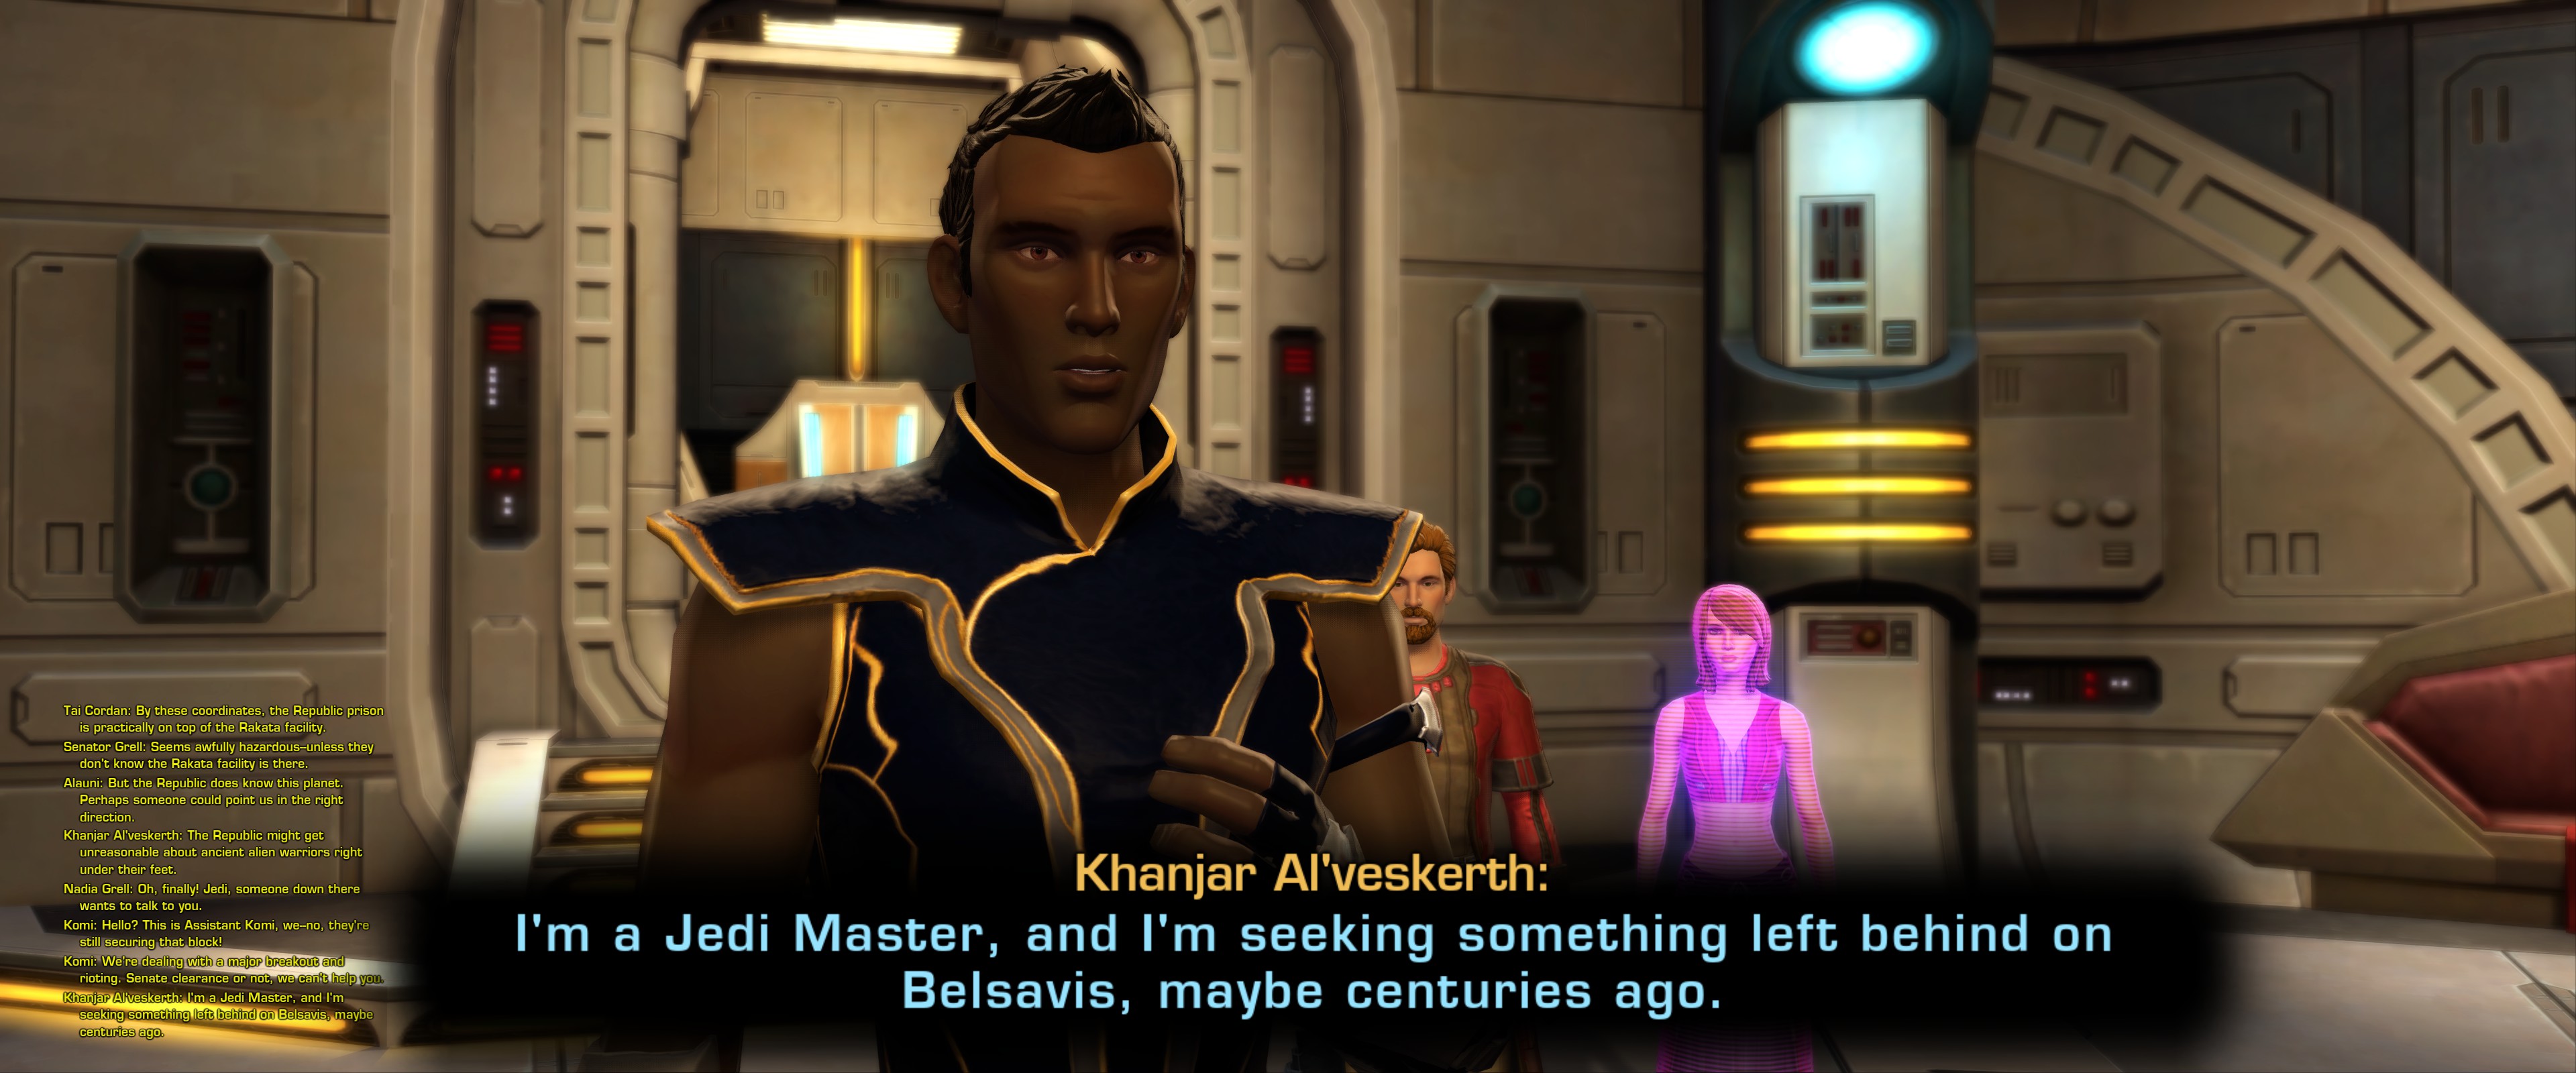 Tai Cordan: By these coordinates, the Republic prison
is practically on top of the Rakata facility.
Senator Grell: Seems awfully hazardous—unless they
don't know the Rakata facility is there.
Alauni: But the Republic does know this planet.
Perhaps someone could point us in the right
direction.
Khanjar Al'veskerth: The Republic might get
unreasonable about ancient alien warriors right
under their feet.
Nadia Grell: Oh, finally! Jedi, someone down there
wants to talk to you.
Komi: Hello? This is Assistant Komi, we—no, they're
still securing that block!
Komi: We're dealing with a major breakout and
rioting. Senate clearance or not, we can't help you.
Khanjar Al'veskerth: I'm a Jedi Master, and I'm
seeking something left behind on Belsavis, maybe
centuries ago.
Khanjar Al'veskerth:
I'm a Jedi Master, and I'm seeking something left behind on
Belsavis, maybe centuries ago.